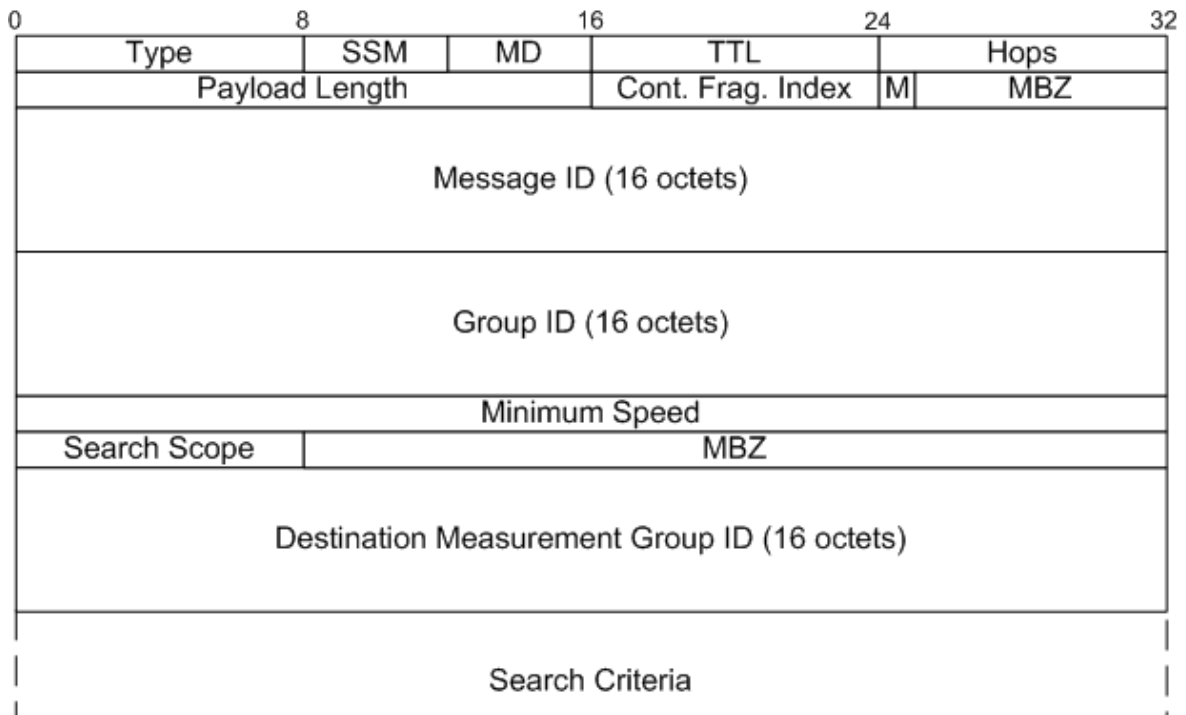 0 8 16 24 32
Type SSM MD TTL Hops
Payload Length Cont. Frag. Index M MBZ
Message ID (16 octets)
Group ID (16 octets)
Minimum Speed
Search Scope MBZ
Destination Measurement Group ID (16 octets)
Search Criteria